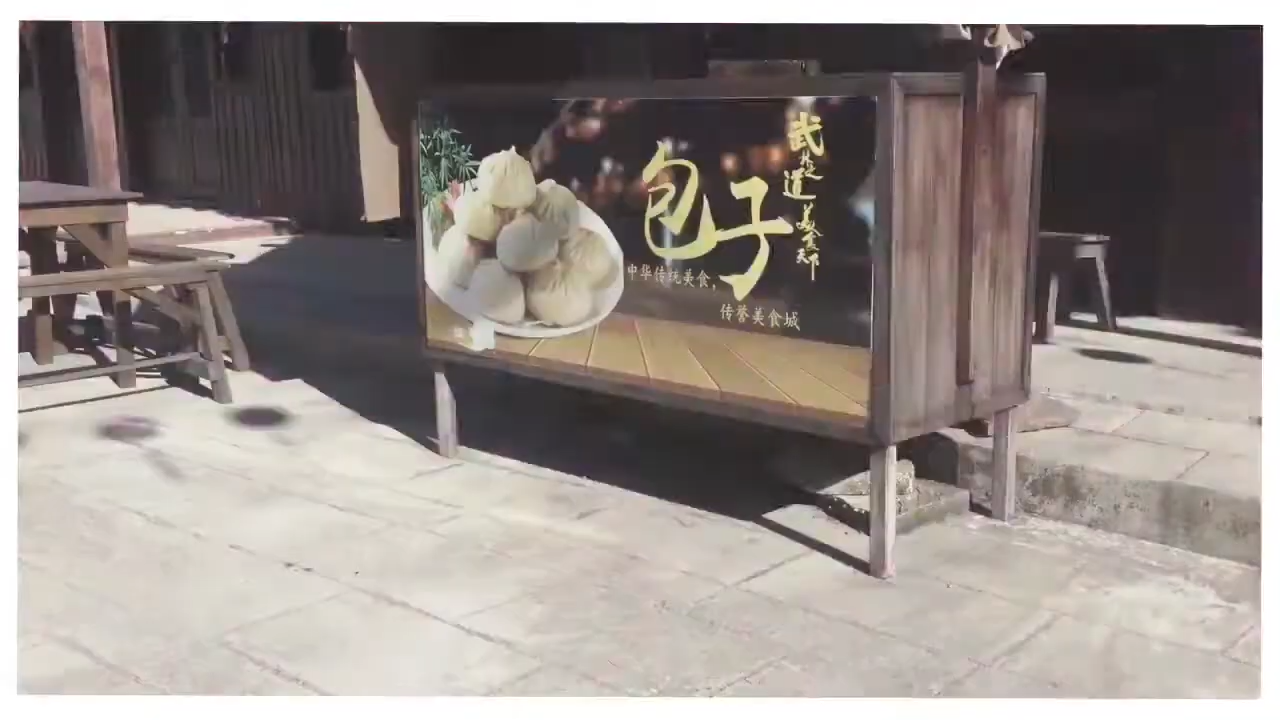 包子
武林之道
美食天下
中华传统美食，
传誉美食城